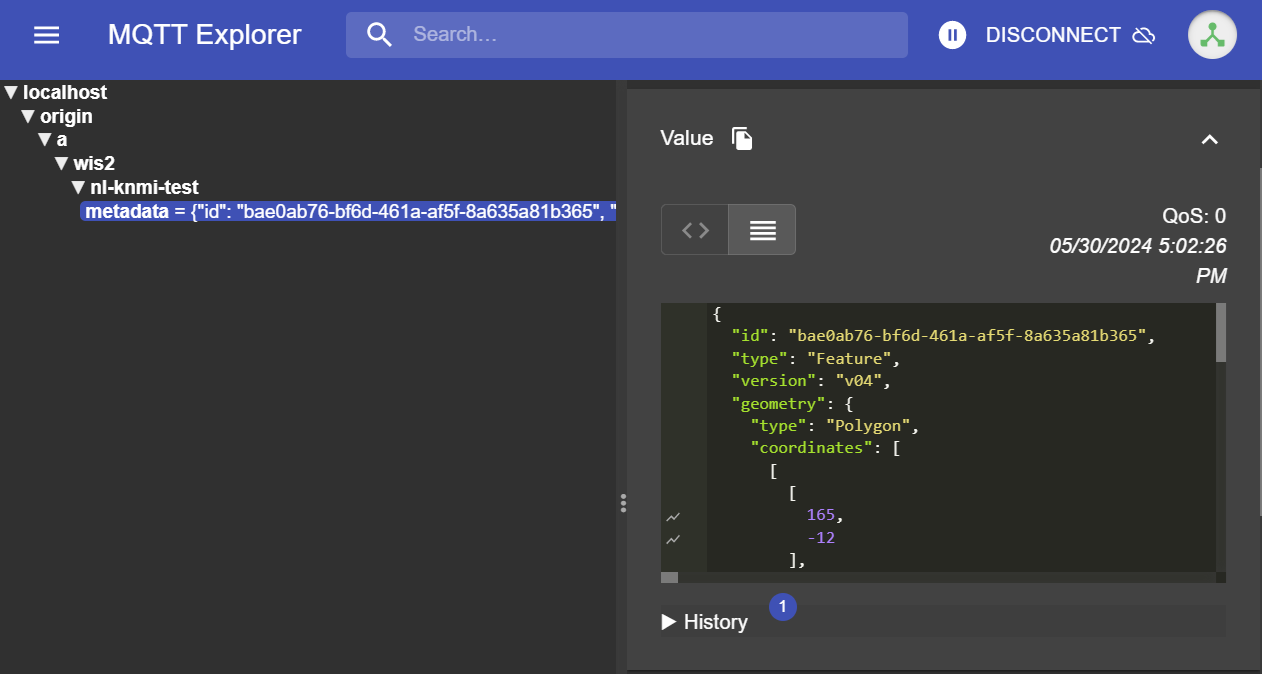 MQTT Explorer
Search...
DISCONNECT
▼ localhost
▼ origin
▼ a
▼ wis2
▼ nl-knmi-test
metadata = {"id": "bae0ab76-bf6d-461a-af5f-8a635a81b365", "
Value
QoS: 0
05/30/2024 5:02:26
PM
{
"id": "bae0ab76-bf6d-461a-af5f-8a635a81b365",
"type": "Feature",
"version": "v04",
"geometry": {
"type": "Polygon",
"coordinates": [
[
[
165,
-12
],
▶ History 1